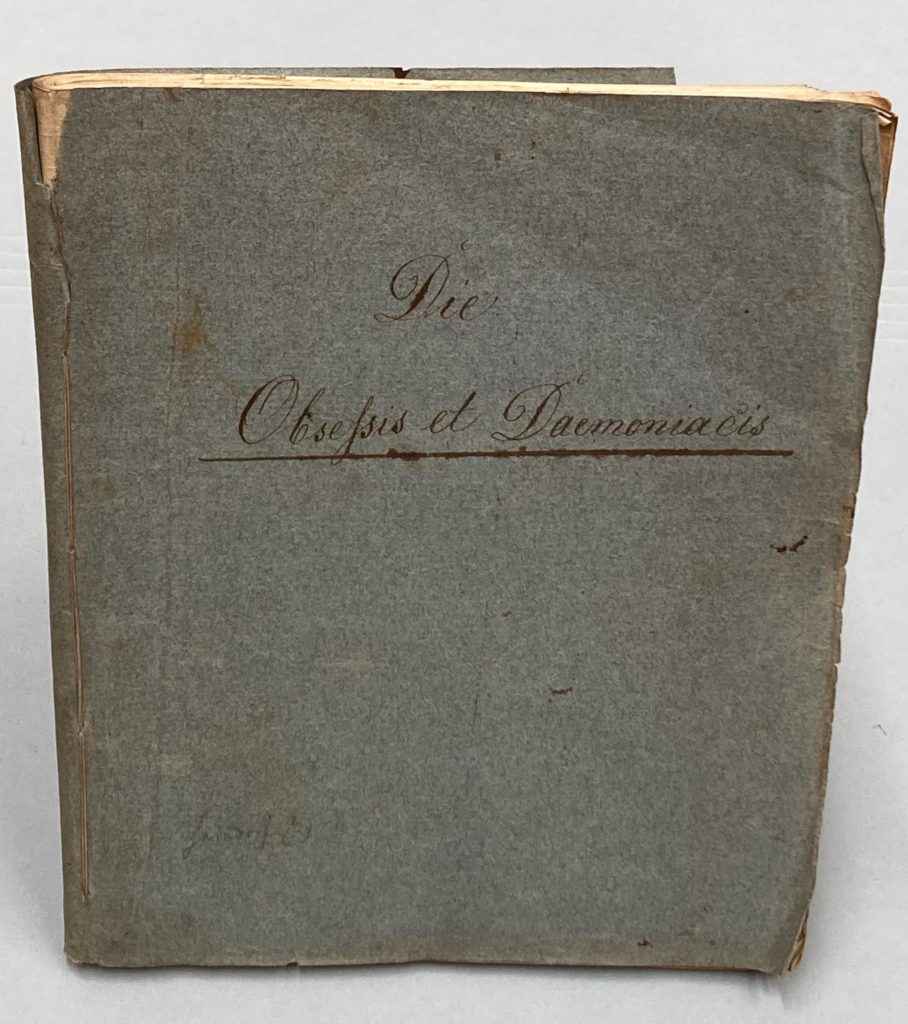 Die
Obseſsis et Daemoniacis